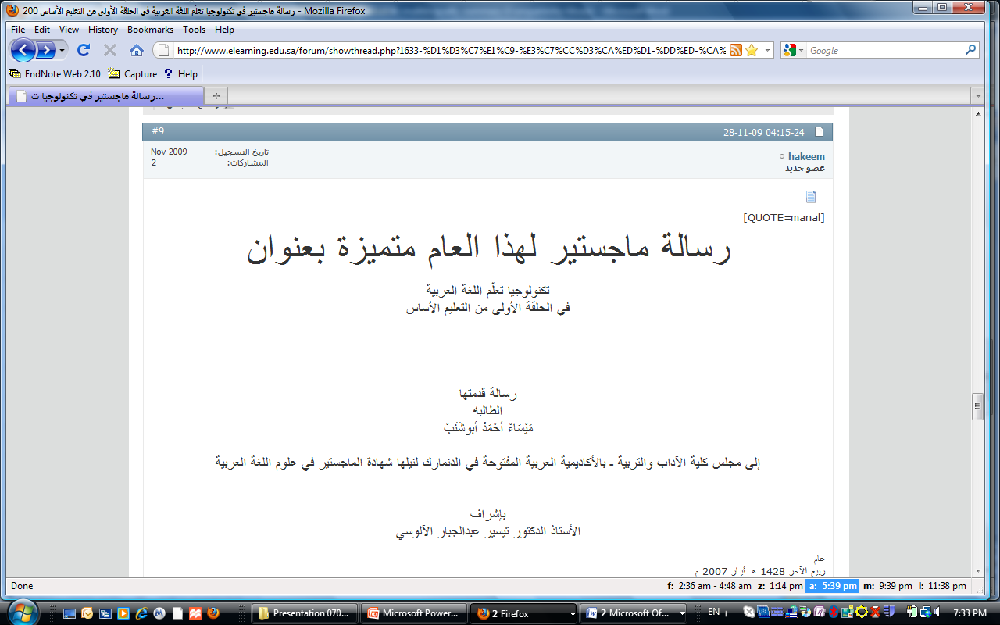 رسالة ماجستير في تكنولوجيا تعلّم اللغة العربية في الحلقة الأولى من التعليم الأساس 200 - Mozilla Firefox
File Edit View History Bookmarks Tools Help
http://www.elearning.edu.sa/forum/showthread.php?1633-%D1%D3%C7%E1%C9-%E3%C7%CC%D3%CA%ED%D1-%DD%ED-%CA%
Google
EndNote Web 2.10 Capture ? Help
رسالة ماجستير في تكنولوجيا ت...
#9 28-11-09 04:15-24
hakeem
عضو جديد
تاريخ التسجيل: Nov 2009
المشاركات: 2
[QUOTE=manal]
رسالة ماجستير لهذا العام متميزة بعنوان
تكنولوجيا تعلّم اللغة العربية
في الحلقة الأولى من التعليم الأساس
رسالة قدمتها
الطالبه
مَيْسَاءْ أحْمَدْ أبوشَنَبْ
إلى مجلس كلية الآداب والتربية ـ بالأكاديمية العربية المفتوحة في الدنمارك لنيلها شهادة الماجستير في علوم اللغة العربية
بإشراف
الأستاذ الدكتور تيسير عبدالجبار الآلوسي
عام
ربيع الآخر 1428 هـ أيـار 2007 م
Done
f: 2:36 am - 4:48 am z: 1:14 pm a: 5:39 pm m: 9:39 pm i: 11:38 pm
Presentation 070... Microsoft Power... 2 Firefox 2 Microsoft Of... EN 7:33 PM